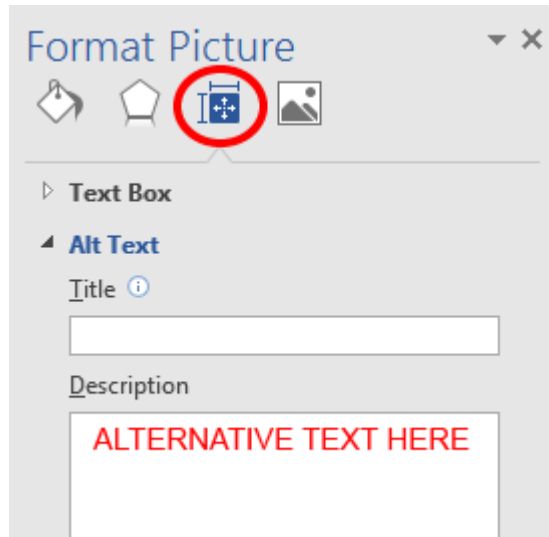 Format Picture
Text Box
Alt Text
Title
Description
ALTERNATIVE TEXT HERE